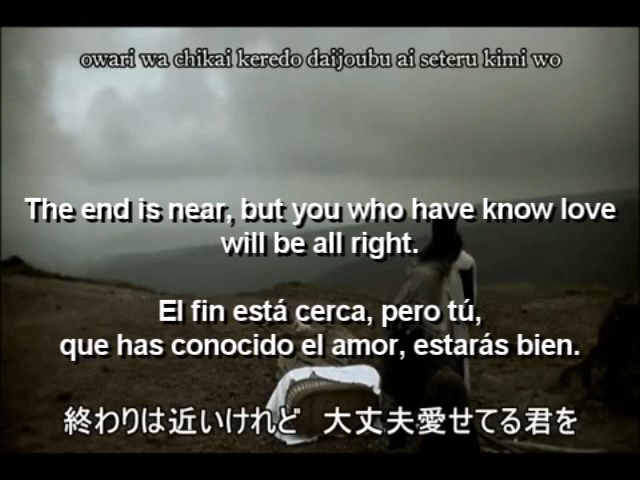 owari wa chikai keredo daijoubu ai seteru kimi wo
The end is near, but you who have know love
will be all right.
El fin está cerca, pero tú,
que has conocido el amor, estarás bien.
終わりは近いけれど　大丈夫愛せてる君を